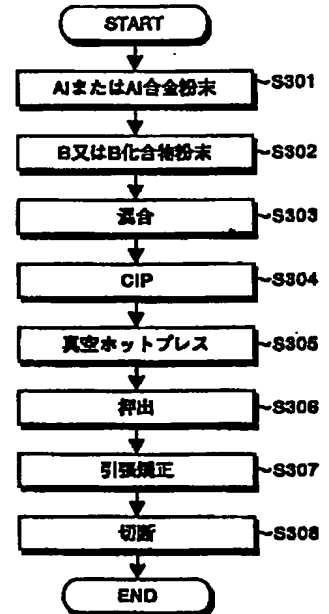 START
AlまたはAl合金粉末 S301
B又はB化合物粉末 S302
混合 S303
CIP S304
真空ホットプレス S305
押出 S306
引張矯正 S307
切断 S308
END